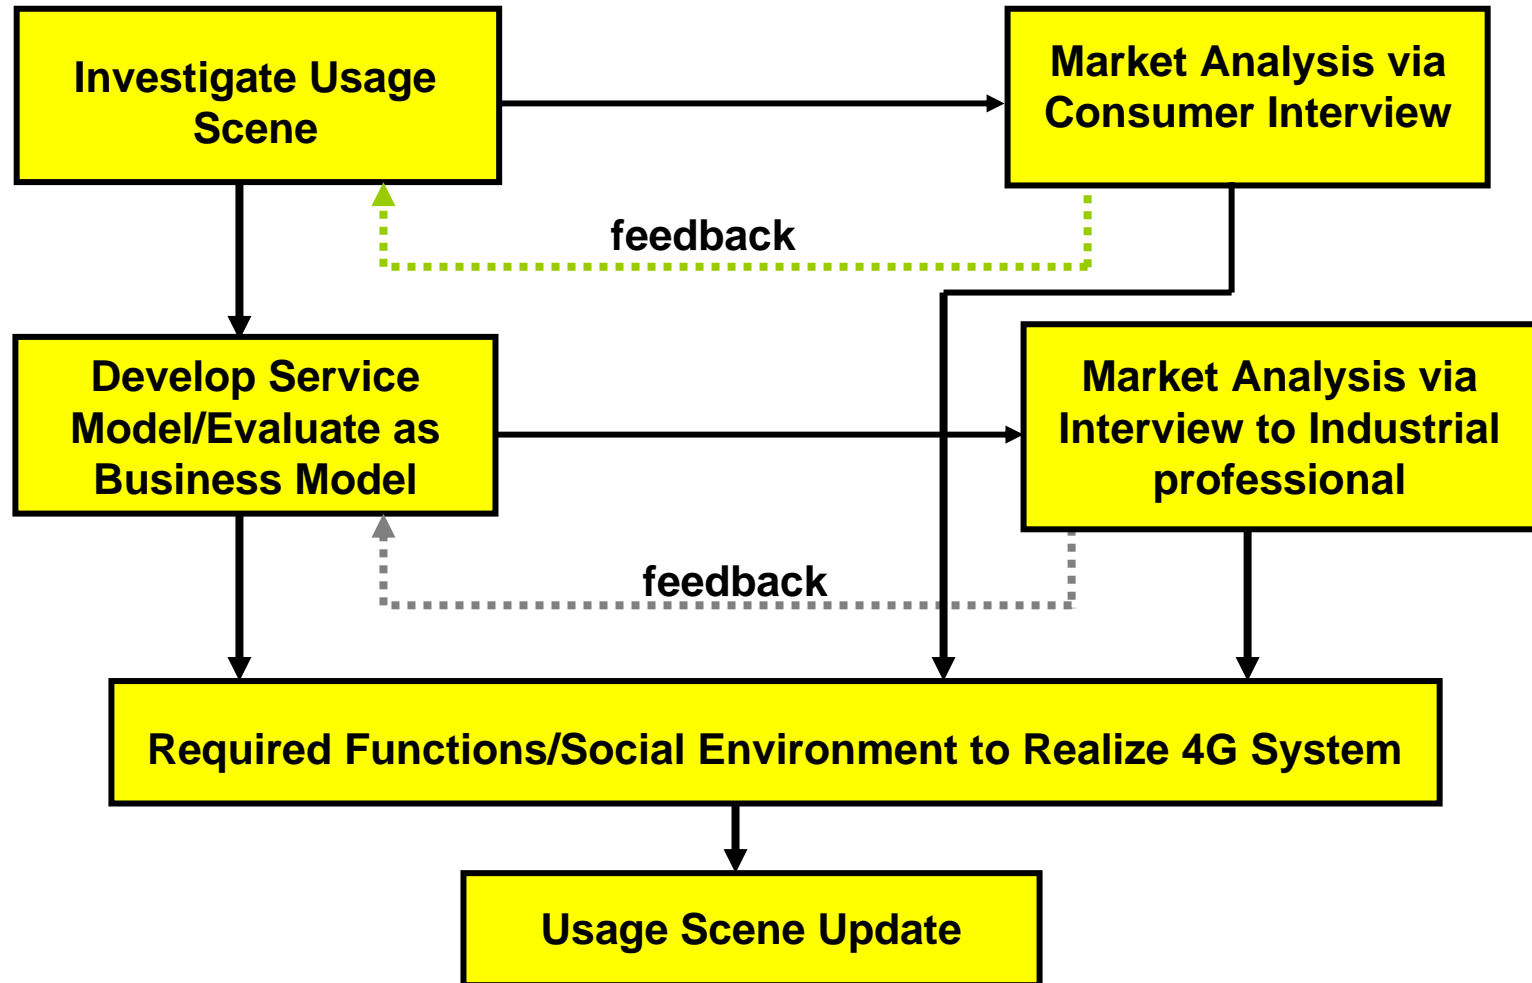 Investigate Usage
Scene
Market Analysis via
Consumer Interview
feedback
Develop Service
Model/Evaluate as
Business Model
Market Analysis via
Interview to Industrial
professional
feedback
Required Functions/Social Environment to Realize 4G System
Usage Scene Update